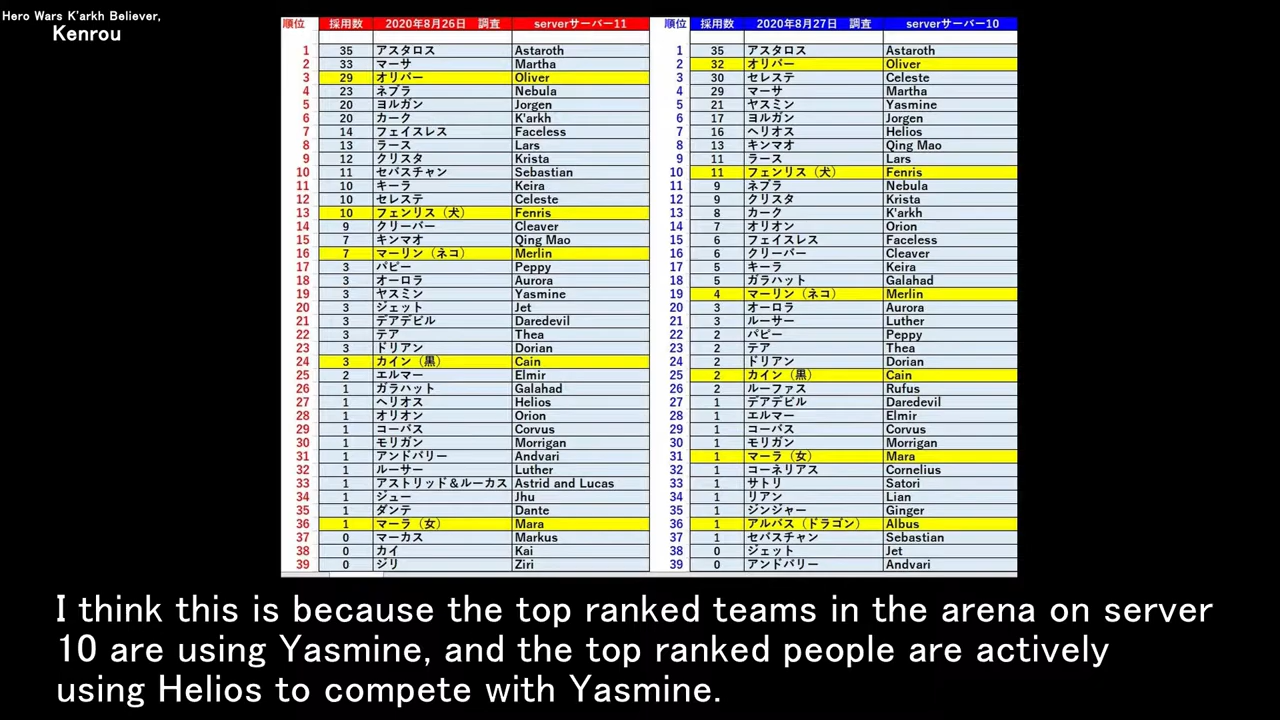 Hero Wars K'arkh Believer,
Kenrou
順位 採用数 2020年8月26日 調査 serverサーバー11
1 35 アスタロス Astaroth
2 33 マーサ Martha
3 29 オリバー Oliver
4 23 ネブラ Nebula
5 20 ヨルガン Jorgen
6 20 カーク K'arkh
7 14 フェイスレス Faceless
8 13 ラース Lars
9 12 クリスタ Krista
10 11 セバスチャン Sebastian
11 10 キーラ Keira
12 10 セレステ Celeste
13 10 フェンリス（犬） Fenris
14 9 クリーバー Cleaver
15 7 キンマオ Qing Mao
16 7 マーリン（ネコ） Merlin
17 3 パピー Peppy
18 3 オーロラ Aurora
19 3 ヤスミン Yasmine
20 3 ジェット Jet
21 3 デアデビル Daredevil
22 3 テア Thea
23 3 ドリアン Dorian
24 3 カイン（黒） Cain
25 2 エルマー Elmir
26 1 ガラハット Galahad
27 1 ヘリオス Helios
28 1 オリオン Orion
29 1 コーバス Corvus
30 1 モリガン Morrigan
31 1 アンドバリー Andvari
32 1 ルーサー Luther
33 1 アストリッド＆ルーカス Astrid and Lucas
34 1 ジュー Jhu
35 1 ダンテ Dante
36 1 マーラ（女） Mara
37 0 マーカス Markus
38 0 カイ Kai
39 0 ジリ Ziri
順位 採用数 2020年8月27日 調査 serverサーバー10
1 35 アスタロス Astaroth
2 32 オリバー Oliver
3 30 セレステ Celeste
4 29 マーサ Martha
5 21 ヤスミン Yasmine
6 17 ヨルガン Jorgen
7 16 ヘリオス Helios
8 13 キンマオ Qing Mao
9 11 ラース Lars
10 11 フェンリス（犬） Fenris
11 9 ネブラ Nebula
12 9 クリスタ Krista
13 8 カーク K'arkh
14 7 オリオン Orion
15 6 フェイスレス Faceless
16 6 クリーバー Cleaver
17 5 キーラ Keira
18 5 ガラハット Galahad
19 4 マーリン（ネコ） Merlin
20 3 オーロラ Aurora
21 3 ルーサー Luther
22 2 パピー Peppy
23 2 テア Thea
24 2 ドリアン Dorian
25 2 カイン（黒） Cain
26 2 ルーファス Rufus
27 1 デアデビル Daredevil
28 1 エルマー Elmir
29 1 コーバス Corvus
30 1 モリガン Morrigan
31 1 マーラ（女） Mara
32 1 コーネリアス Cornelius
33 1 サトリ Satori
34 1 リアン Lian
35 1 ジンジャー Ginger
36 1 アルバス（ドラゴン） Albus
37 1 セバスチャン Sebastian
38 0 ジェット Jet
39 0 アンドバリー Andvari
I think this is because the top ranked teams in the arena on server
10 are using Yasmine, and the top ranked people are actively
using Helios to compete with Yasmine.